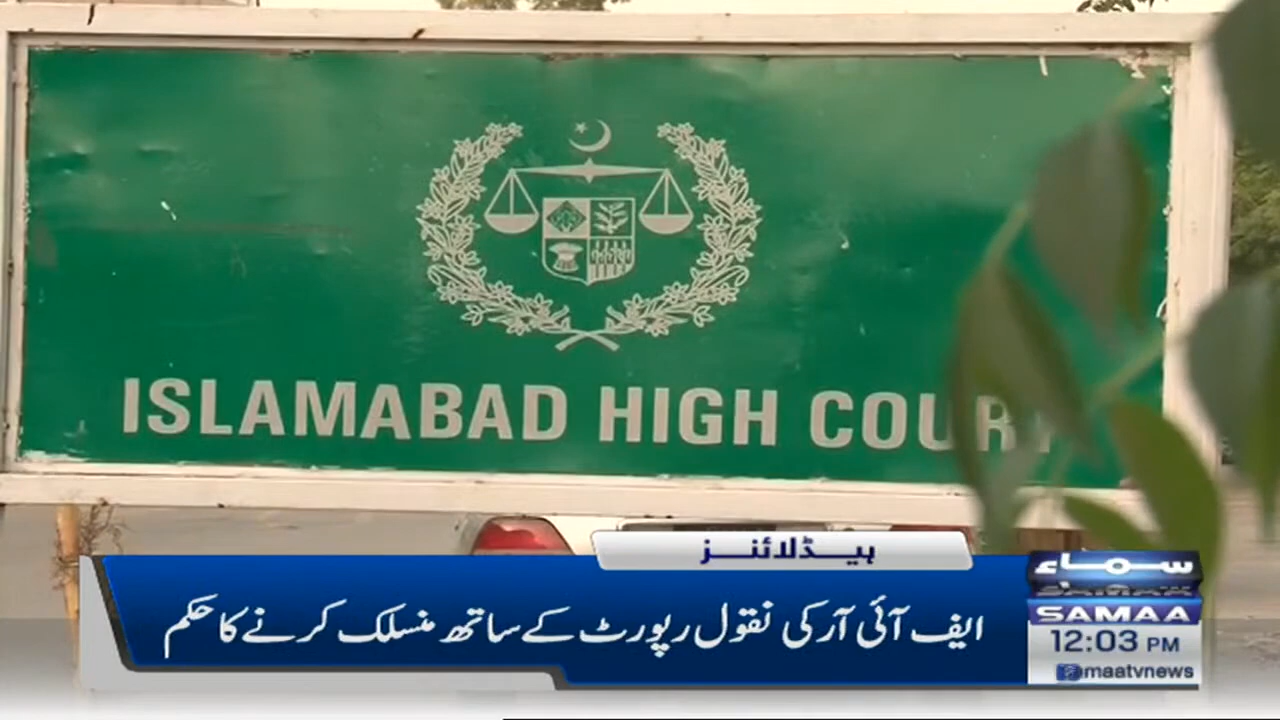 ISLAMABAD HIGH COURT
ہیڈلائنز
ایف آئی آر کی نقول رپورٹ کے ساتھ منسلک کرنے کا حکم
سماء
SAMAA
12:03 PM